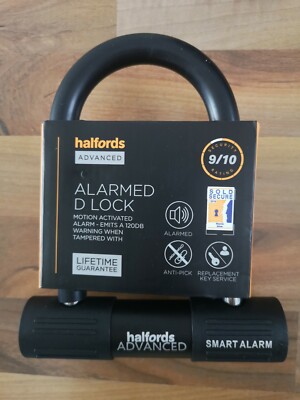 halfords
ADVANCED
SECURITY
9/10
RATING
ALARMED
D LOCK
MOTION ACTIVATED
ALARM - EMITS A 120DB
WARNING WHEN
TAMPERED WITH
SOLD
SECURE
ALARMED
LIFETIME
GUARANTEE
ANTI-PICK
REPLACEMENT
KEY SERVICE
halfords
ADVANCED
SMART ALARM